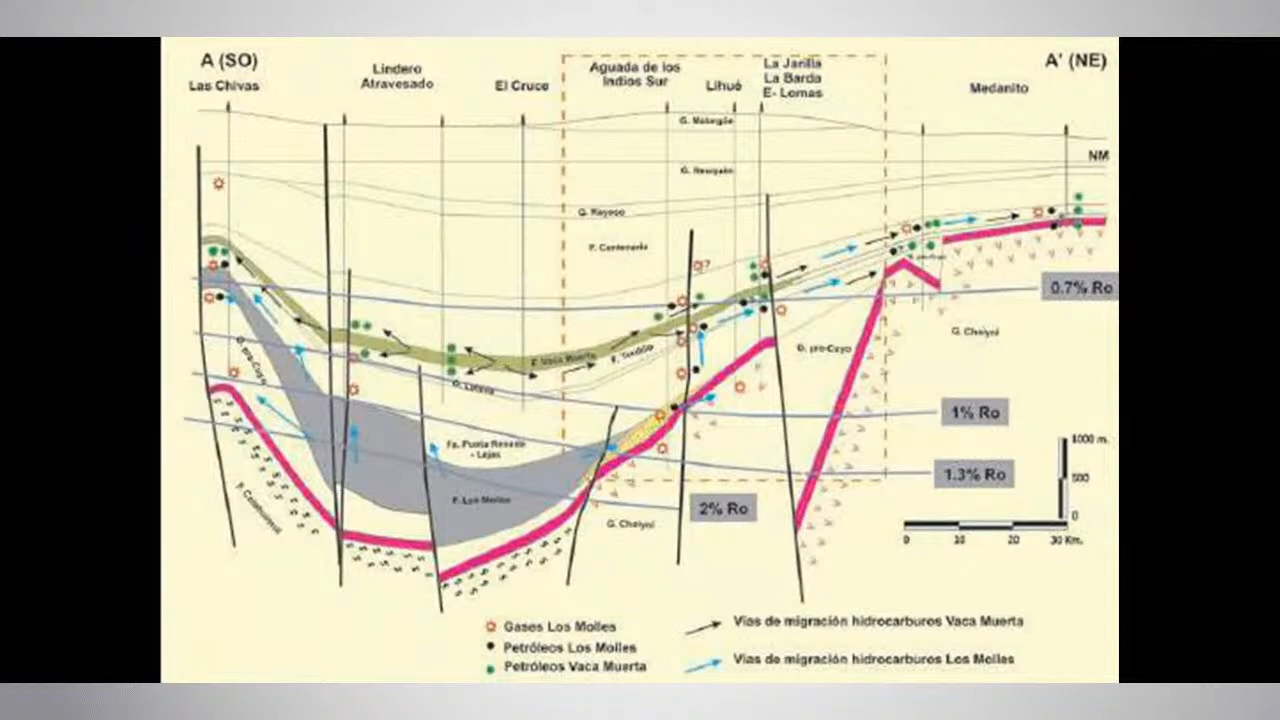 A (SO)
A' (NE)
Las Chivas
Lindero
Atravesado
El Cruce
Aguada de los
Indios Sur
Lihué
La Jarilla
La Barda
E- Lomas
Medanito
G. Malargüe
NM
G. Neuquén
G. Rayoso
F. Centenario
?
?
0.7% Ro
G. Choiyoi
G. pre-Cuyo
G. pre-Cuyo
F. Vaca Muerta
F. Tordillo
G. Lotena
1% Ro
Fs. Punta Rosada
- Lajas
1.3% Ro
F. Los Molles
2% Ro
G. Choiyoi
1000 m.
500
0
0 10 20 30 Km.
Gases Los Molles
Petróleos Los Molles
Petróleos Vaca Muerta
Vías de migración hidrocarburos Vaca Muerta
Vías de migración hidrocarburos Los Molles